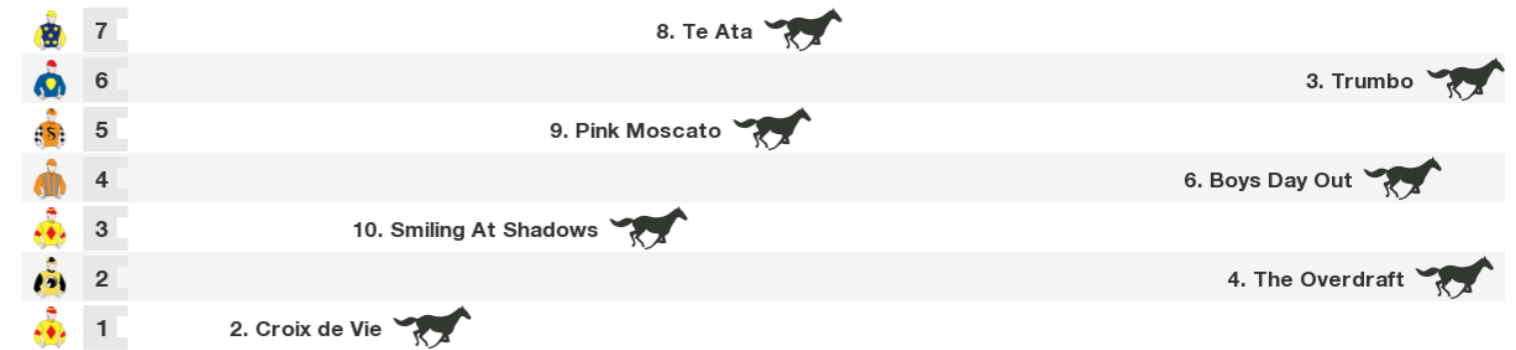 7 8. Te Ata
6 3. Trumbo
5 9. Pink Moscato
4 6. Boys Day Out
3 10. Smiling At Shadows
2 4. The Overdraft
1 2. Croix de Vie